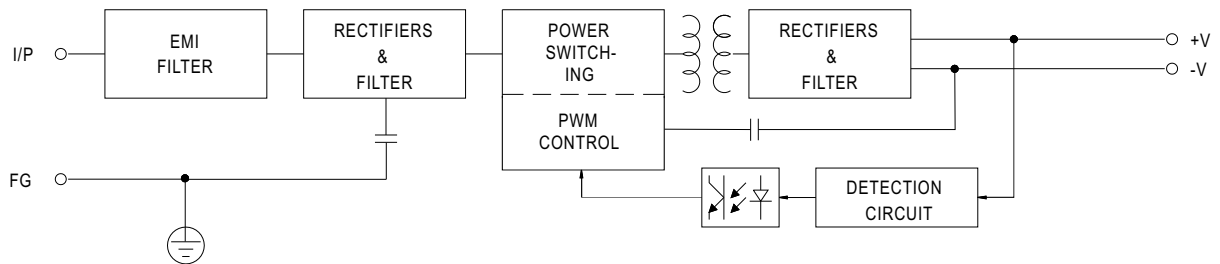 I/P
EMI
FILTER
RECTIFIERS
&
FILTER
POWER
SWITCH-
ING
PWM
CONTROL
RECTIFIERS
&
FILTER
+V
-V
FG
DETECTION
CIRCUIT